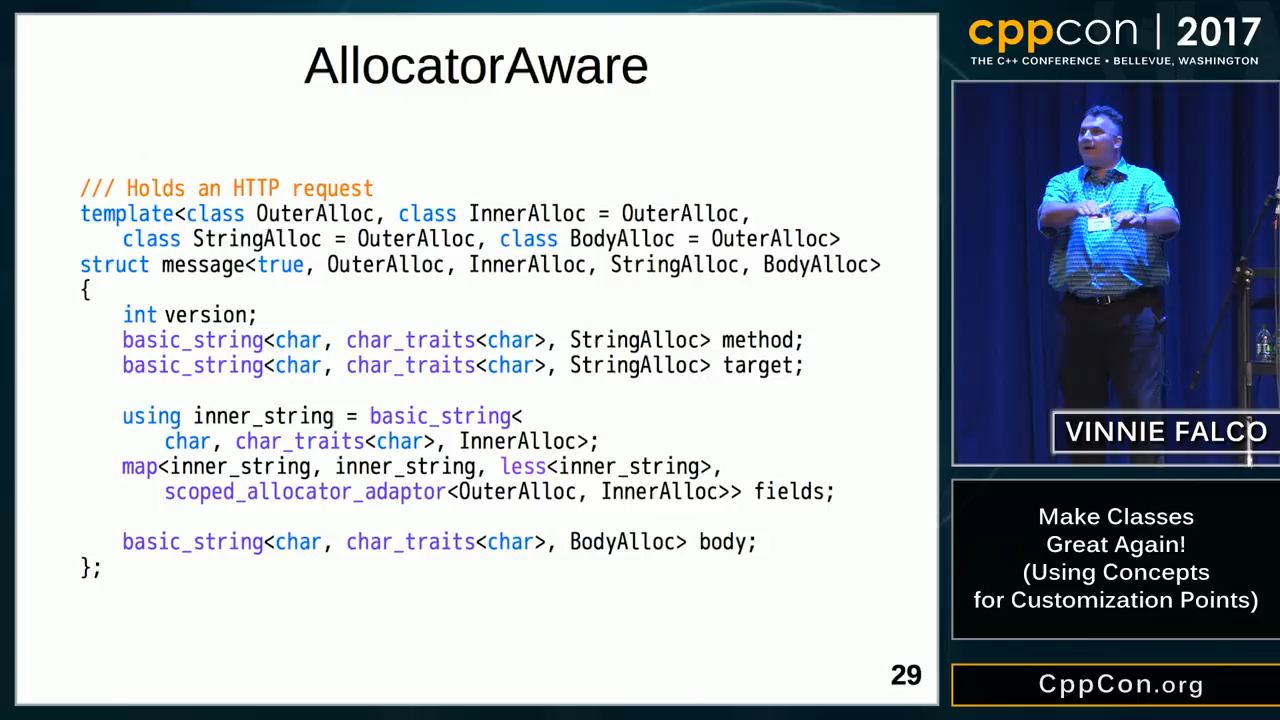 AllocatorAware
/// Holds an HTTP request
template<class OuterAlloc, class InnerAlloc = OuterAlloc,
class StringAlloc = OuterAlloc, class BodyAlloc = OuterAlloc>
struct message<true, OuterAlloc, InnerAlloc, StringAlloc, BodyAlloc>
{
int version;
basic_string<char, char_traits<char>, StringAlloc> method;
basic_string<char, char_traits<char>, StringAlloc> target;
using inner_string = basic_string<
char, char_traits<char>, InnerAlloc>;
map<inner_string, inner_string, less<inner_string>,
scoped_allocator_adaptor<OuterAlloc, InnerAlloc>> fields;
basic_string<char, char_traits<char>, BodyAlloc> body;
};
29
cppcon | 2017
THE C++ CONFERENCE • BELLEVUE, WASHINGTON
VINNIE FALCO
Make Classes
Great Again!
(Using Concepts
for Customization Points)
CppCon.org